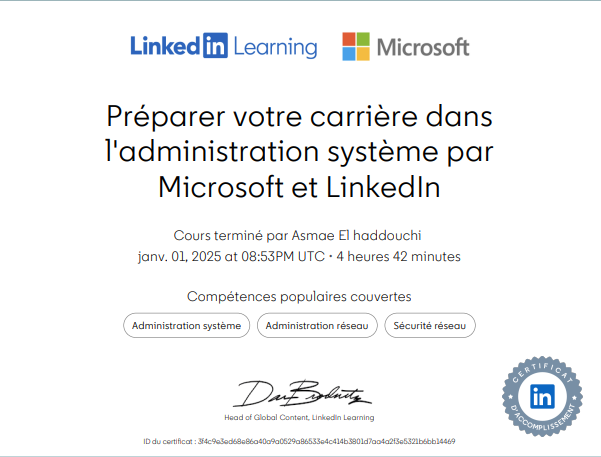 LinkedIn Learning Microsoft
Préparer votre carrière dans
l'administration système par
Microsoft et LinkedIn
Cours terminé par Asmae El haddouchi
janv. 01, 2025 at 08:53PM UTC • 4 heures 42 minutes
Compétences populaires couvertes
Administration système Administration réseau Sécurité réseau
Head of Global Content, LinkedIn Learning
CERTIFICAT
in
D'ACCOMPLISSEMENT
ID du certificat : 3f4c9e3ed68e86a40a9a0529a86533e4c414b3801d7aa4a2f3e5321b6bb14469